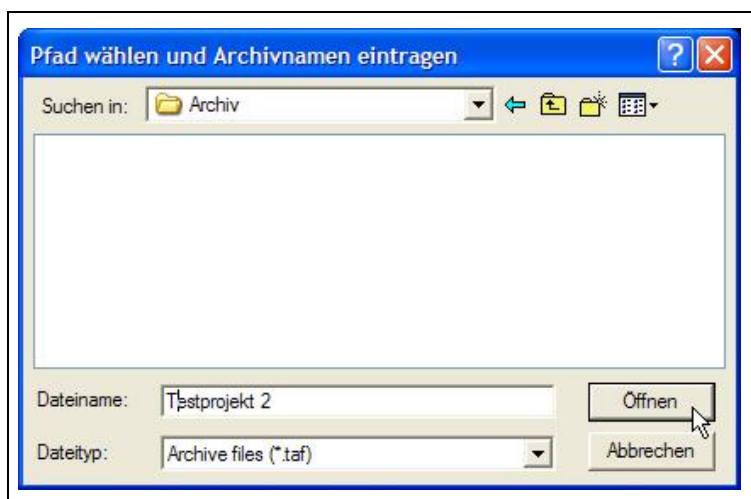 Pfad wählen und Archivnamen eintragen
Suchen in: Archiv
Dateiname: Testprojekt 2 Öffnen
Dateityp: Archive files (*.taf) Abbrechen